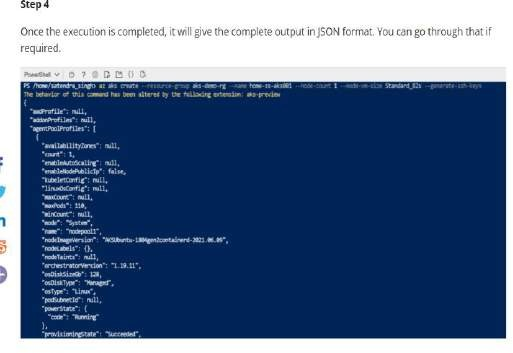 Step 4
Once the execution is completed, it will give the complete output in JSON format. You can go through that if
required.
PowerShell
PS /home/satendra_singh> az aks create --resource-group aks-demo-rg --name home-ss-aks001 --node-count 1 --node-vm-size Standard_B2s --generate-ssh-keys
The behavior of this command has been altered by the following extension: aks-preview
{
"aadProfile": null,
"addonProfiles": null,
"agentPoolProfiles": [
{
"availabilityZones": null,
"count": 1,
"enableAutoScaling": null,
"enableNodePublicIp": false,
"kubeletConfig": null,
"linuxOsConfig": null,
"maxCount": null,
"maxPods": 110,
"minCount": null,
"mode": "System",
"name": "nodepool1",
"nodeImageVersion": "AKSUbuntu-1804gen2containerd-2021.06.09",
"nodeLabels": {},
"nodeTaints": null,
"orchestratorVersion": "1.19.11",
"osDiskSizeGb": 128,
"osDiskType": "Managed",
"osType": "Linux",
"podSubnetId": null,
"powerState": {
"code": "Running"
},
"provisioningState": "Succeeded",